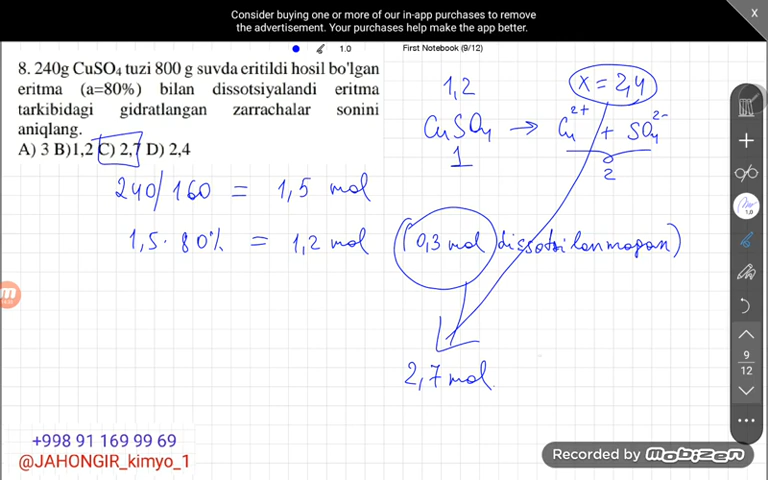 Consider buying one or more of our in-app purchases to remove
the advertisement. Your purchases help make the app better.
X
1.0
First Notebook (9/12)
8. 240g CuSO₄ tuzi 800 g suvda eritildi hosil bo'lgan
eritma (a=80%) bilan dissotsiyalandi eritma
tarkibidagi gidratlangan zarrachalar sonini
aniqlang.
A) 3 B)1,2 C) 2,7 D) 2,4
1,2
x = 2,4
CuSO₄ → Cu²⁺ + SO₄²⁻
1
2
240/160 = 1,5 mol
1,5 · 80% = 1,2 mol (0,3 mol dissotsilanmagan)
2,7 mol
1,0
9
12
+998 91 169 99 69
@JAHONGIR_kimyo_1
Recorded by mobizen